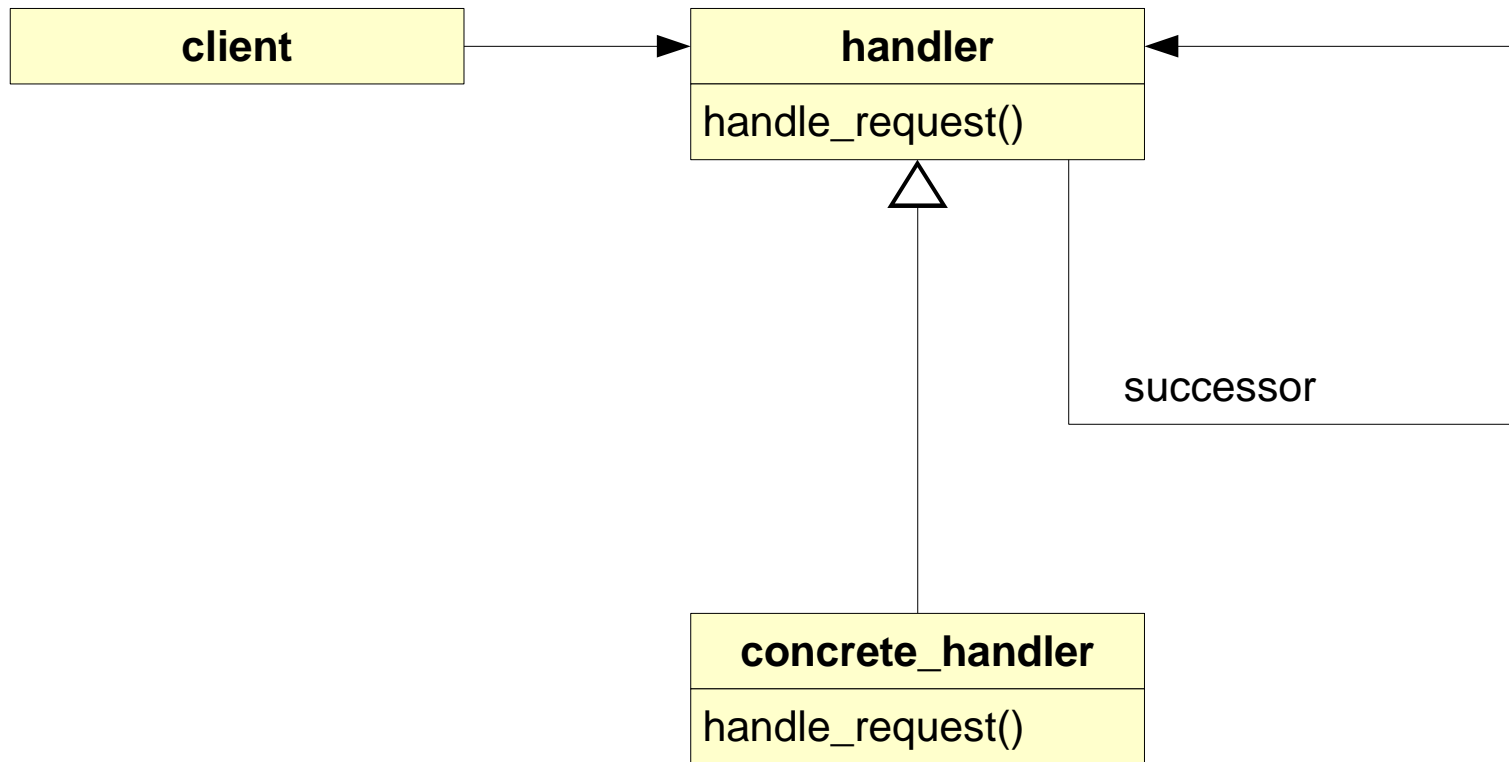 client
handler
handle_request()
successor
concrete_handler
handle_request()